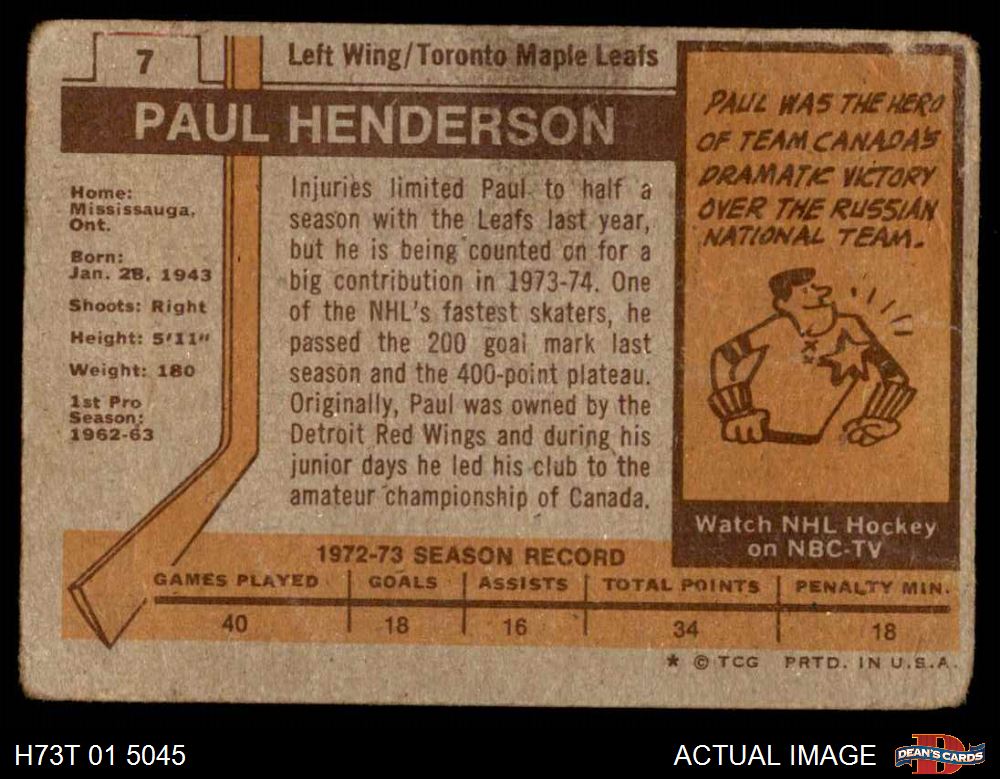 7
Left Wing/Toronto Maple Leafs
PAUL HENDERSON
Home:
Mississauga,
Ont.
Born:
Jan. 28, 1943
Shoots: Right
Height: 5'11"
Weight: 180
1st Pro
Season:
1962-63
Injuries limited Paul to half a
season with the Leafs last year,
but he is being counted on for a
big contribution in 1973-74. One
of the NHL's fastest skaters, he
passed the 200 goal mark last
season and the 400-point plateau.
Originally, Paul was owned by the
Detroit Red Wings and during his
junior days he led his club to the
amateur championship of Canada.
PAUL WAS THE HERO
OF TEAM CANADA'S
DRAMATIC VICTORY
OVER THE RUSSIAN
NATIONAL TEAM.
Watch NHL Hockey
on NBC-TV
1972-73 SEASON RECORD
GAMES PLAYED GOALS ASSISTS TOTAL POINTS PENALTY MIN.
40 18 16 34 18
* © TCG PRTD. IN U.S.A.
H73T 01 5045
ACTUAL IMAGE
D
DEAN'S CARDS